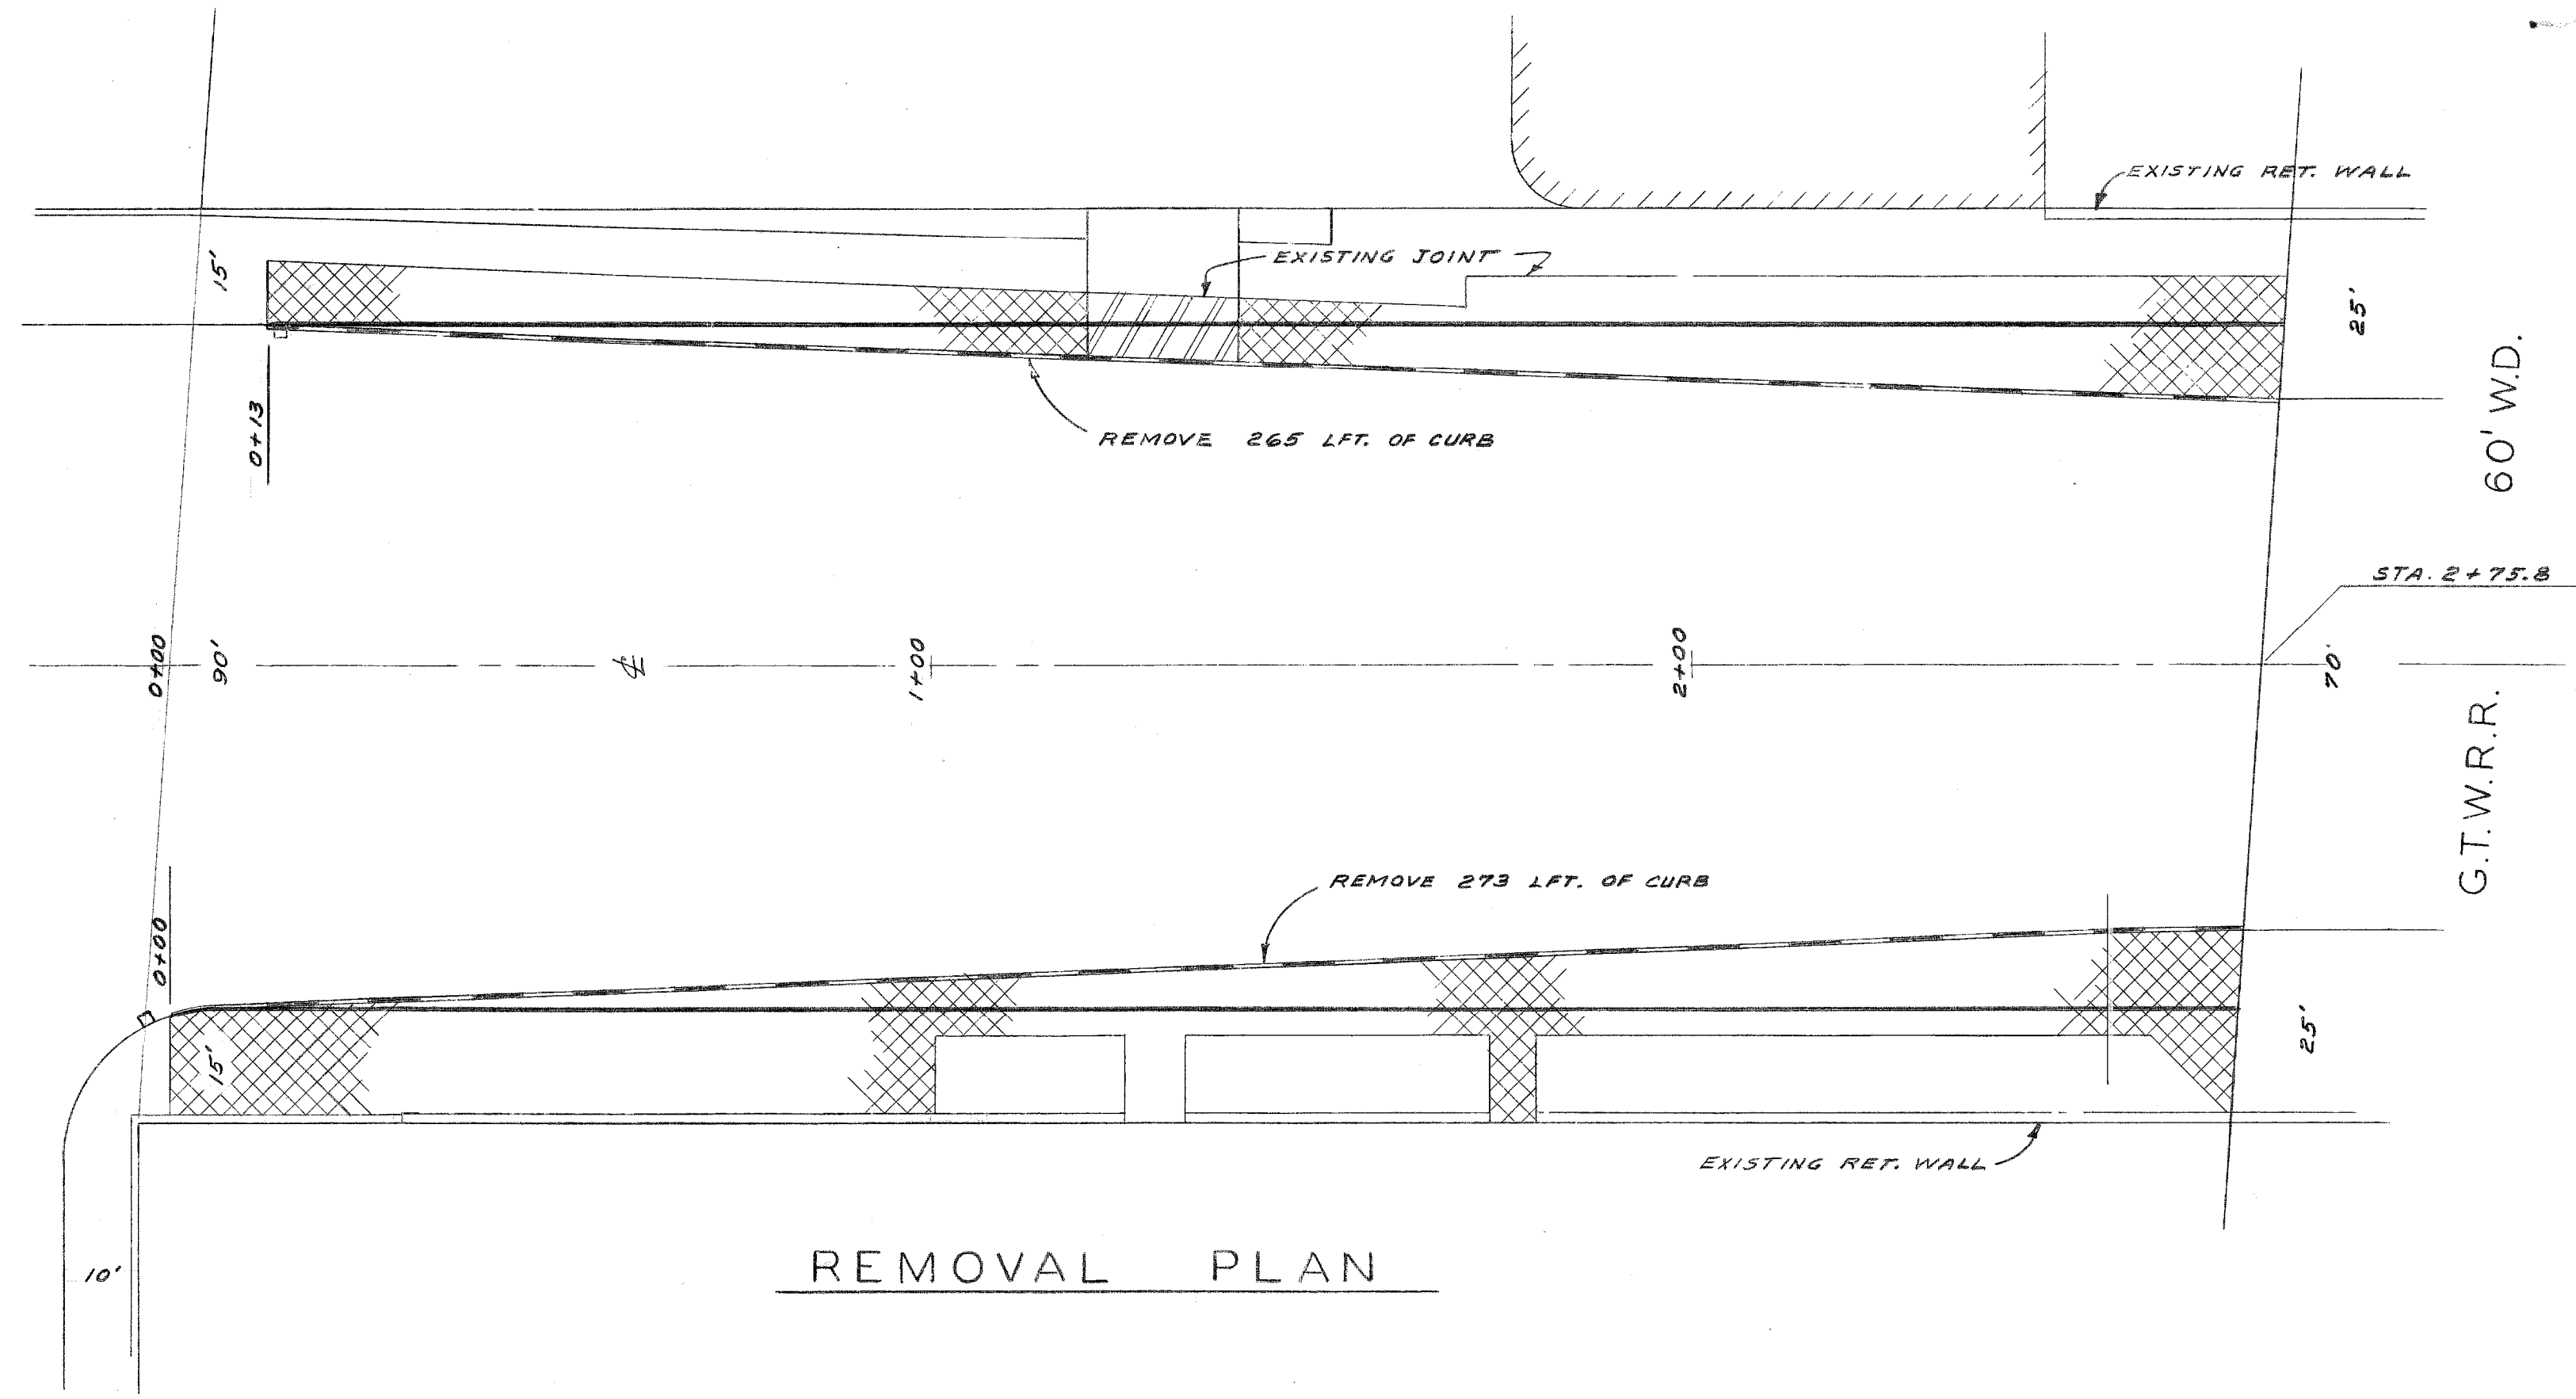 EXISTING RET. WALL
15'
EXISTING JOINT
25'
60' W.D.
0+13
REMOVE 265 LFT. OF CURB
STA. 2+75.8
0+00
90'
℄
1+00
2+00
70'
G.T.W.R.R.
REMOVE 273 LFT. OF CURB
0+00
15'
25'
EXISTING RET. WALL
10'
REMOVAL PLAN